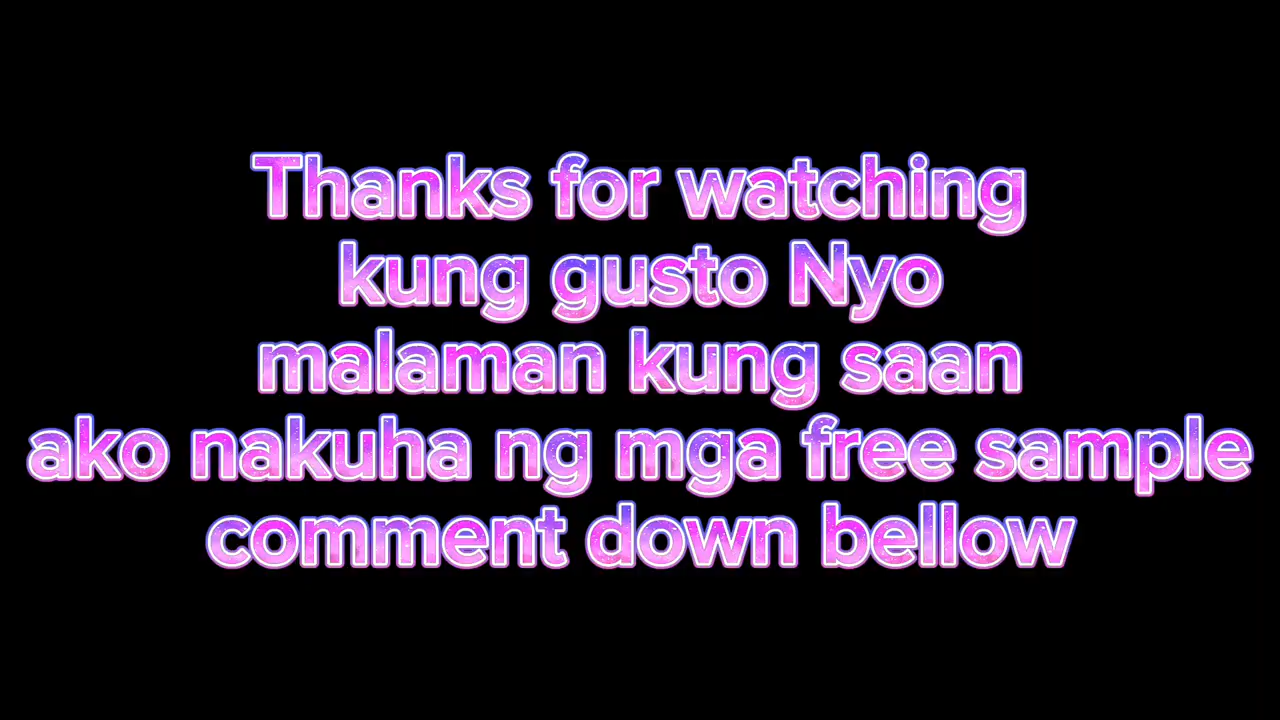 Thanks for watching
kung gusto Nyo
malaman kung saan
ako nakuha ng mga free sample
comment down bellow